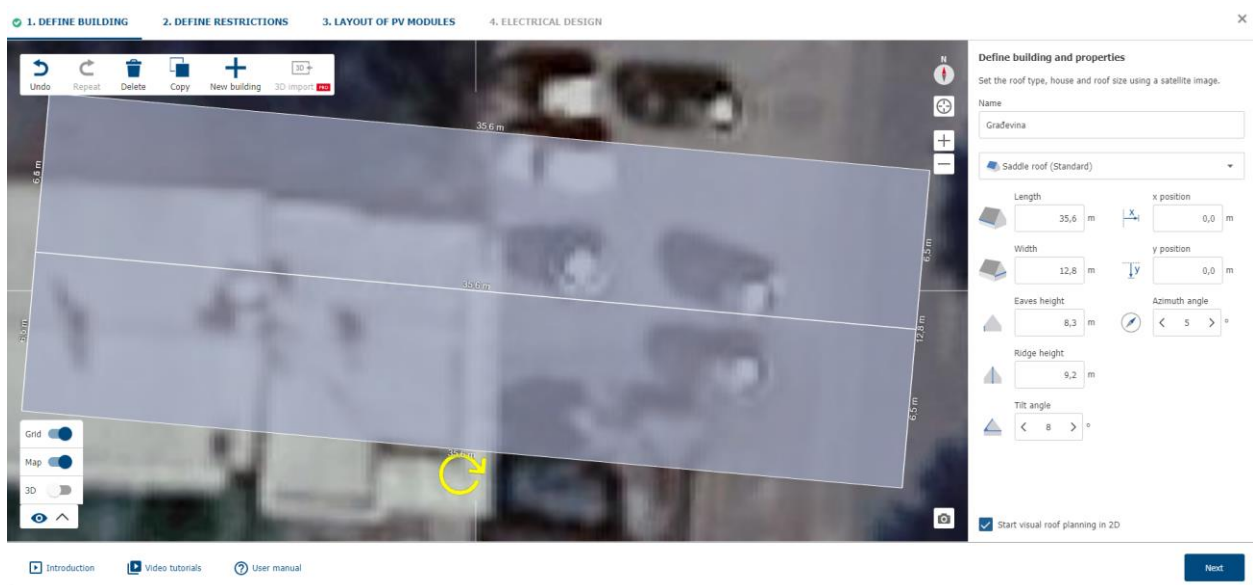 1. DEFINE BUILDING
2. DEFINE RESTRICTIONS
3. LAYOUT OF PV MODULES
4. ELECTRICAL DESIGN
Undo
Repeat
Delete
Copy
New building
3D
3D import PRO
N
35.6 m
6.5 m
6,5 m
35.6 m
12,8 m
6.5 m
6.5 m
35.6 m
Grid
Map
3D
Define building and properties
Set the roof type, house and roof size using a satellite image.
Name
Građevina
Saddle roof (Standard)
Length
x position
35,6 m
x
0,0 m
Width
y position
12,8 m
y
0,0 m
Eaves height
Azimuth angle
8,3 m
5 °
Ridge height
9,2 m
Tilt angle
8 °
Start visual roof planning in 2D
Introduction
Video tutorials
User manual
Next